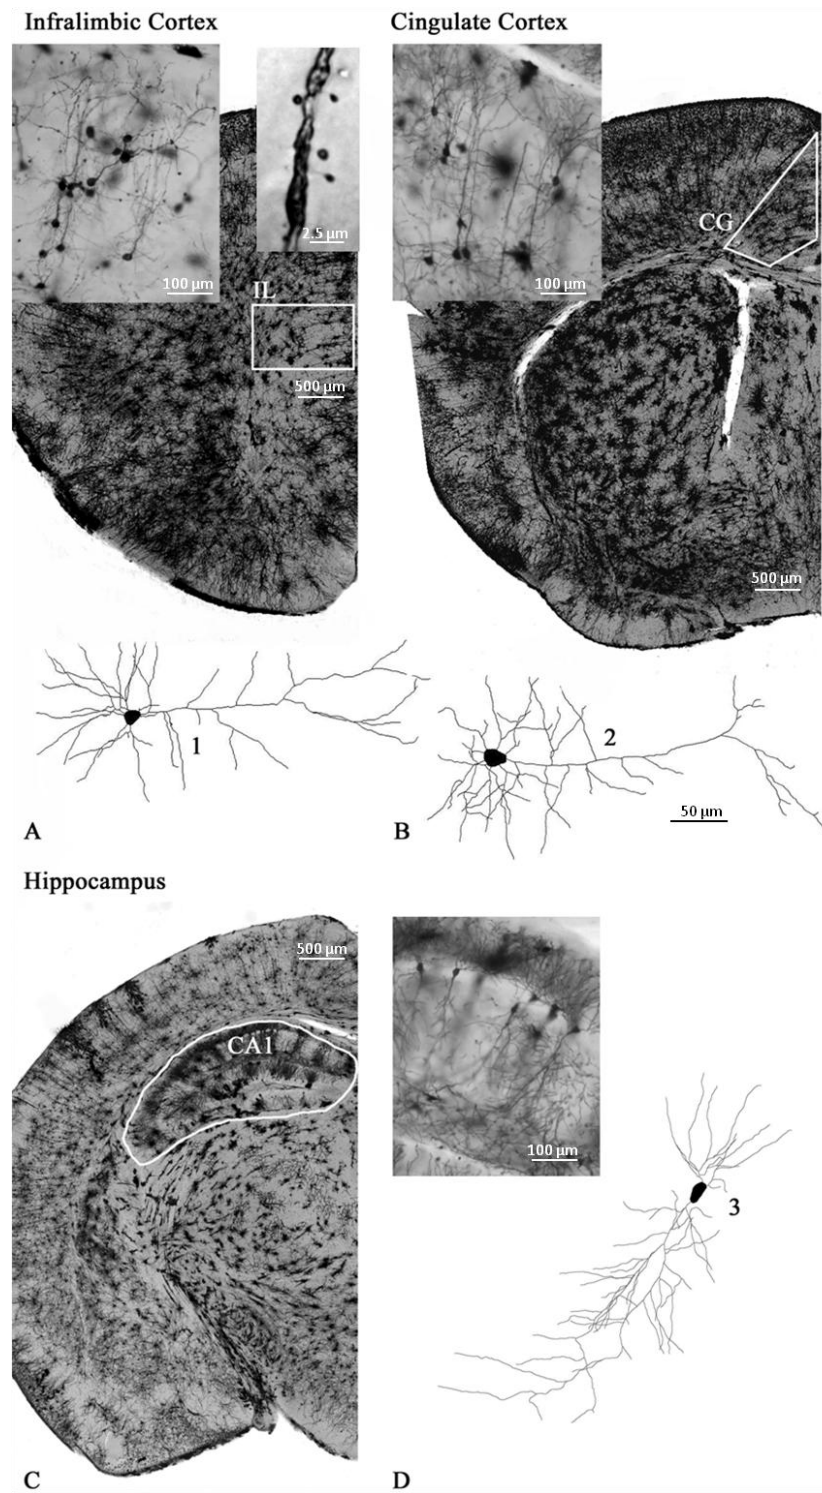 Infralimbic Cortex
Cingulate Cortex
2.5 µm
100 µm
100 µm
CG
IL
500 µm
500 µm
1
2
50 µm
A
B
Hippocampus
500 µm
CA1
100 µm
3
C
D